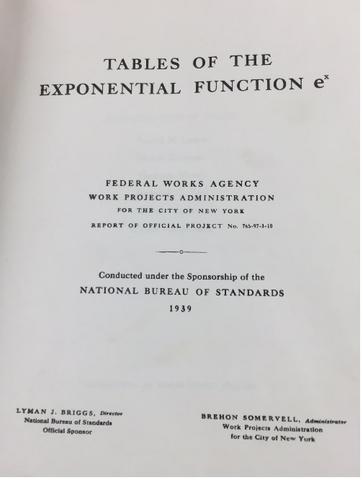 TABLES OF THE
EXPONENTIAL FUNCTION eˣ
FEDERAL WORKS AGENCY
WORK PROJECTS ADMINISTRATION
FOR THE CITY OF NEW YORK
REPORT OF OFFICIAL PROJECT No. 765-97-3-10
Conducted under the Sponsorship of the
NATIONAL BUREAU OF STANDARDS
1939
LYMAN J. BRIGGS, Director
National Bureau of Standards
Official Sponsor
BREHON SOMERVELL, Administrator
Work Projects Administration
for the City of New York